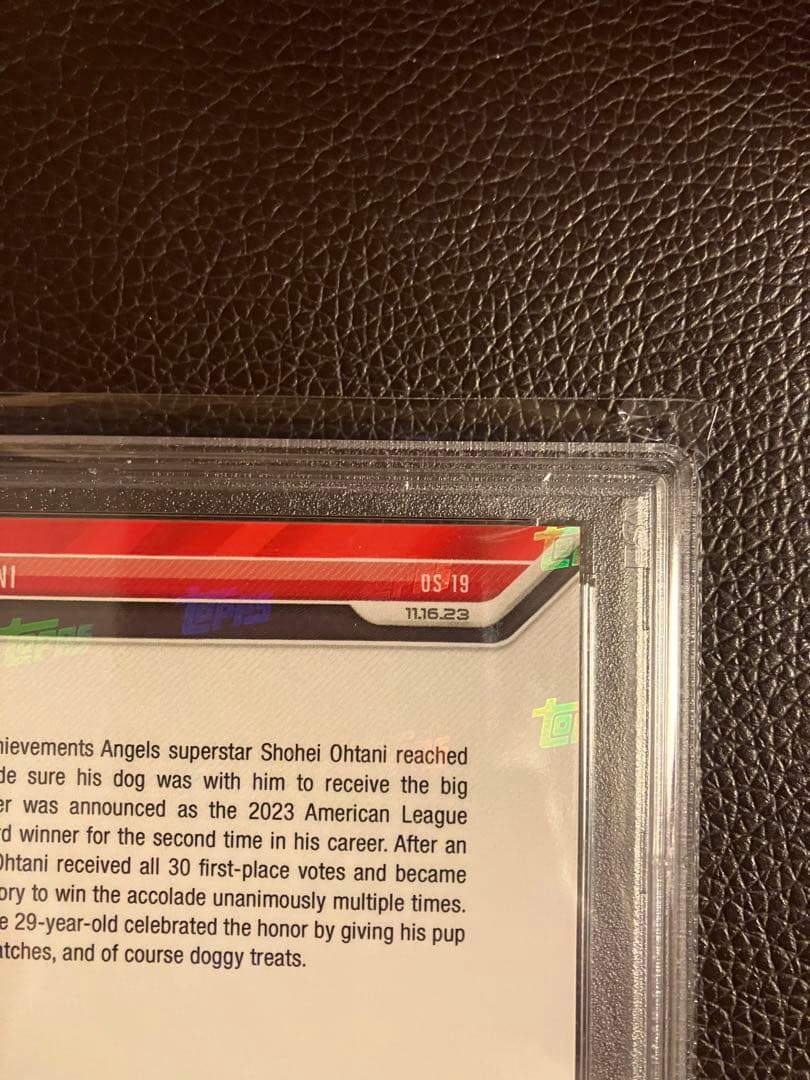 NI
OS-19
11.16.23
TOPPS
TOPPS
hievements Angels superstar Shohei Ohtani reached
de sure his dog was with him to receive the big
er was announced as the 2023 American League
rd winner for the second time in his career. After an
Ohtani received all 30 first-place votes and became
ory to win the accolade unanimously multiple times.
e 29-year-old celebrated the honor by giving his pup
atches, and of course doggy treats.